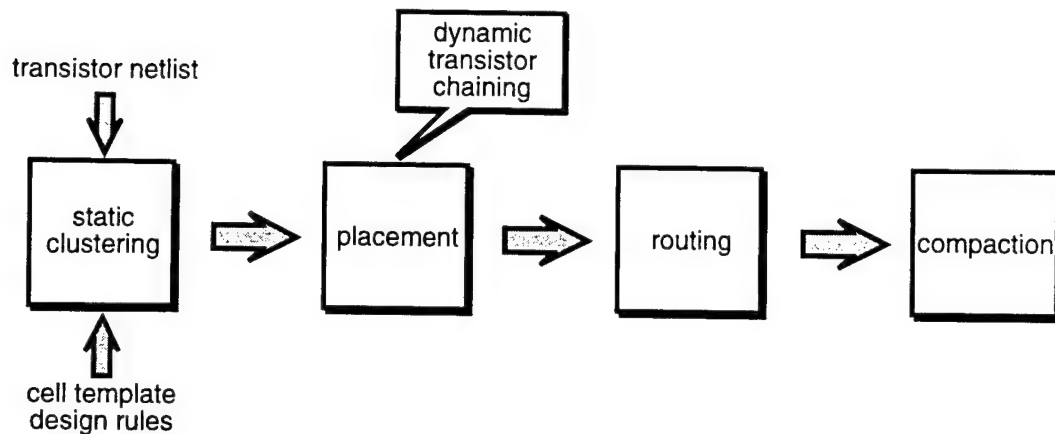 transistor netlist
dynamic
transistor
chaining
static
clustering
placement
routing
compaction
cell template
design rules